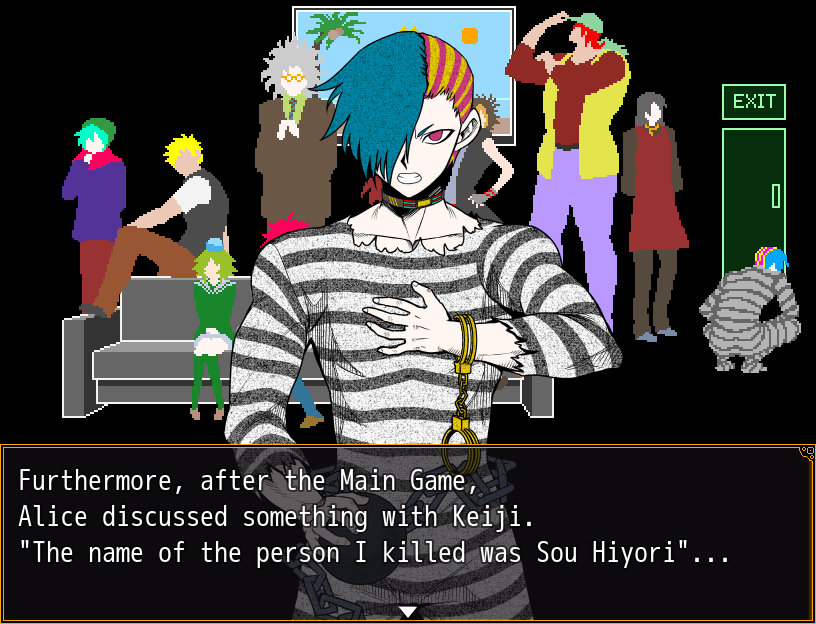 EXIT
Furthermore, after the Main Game,
Alice discussed something with Keiji.
"The name of the person I killed was Sou Hiyori"...